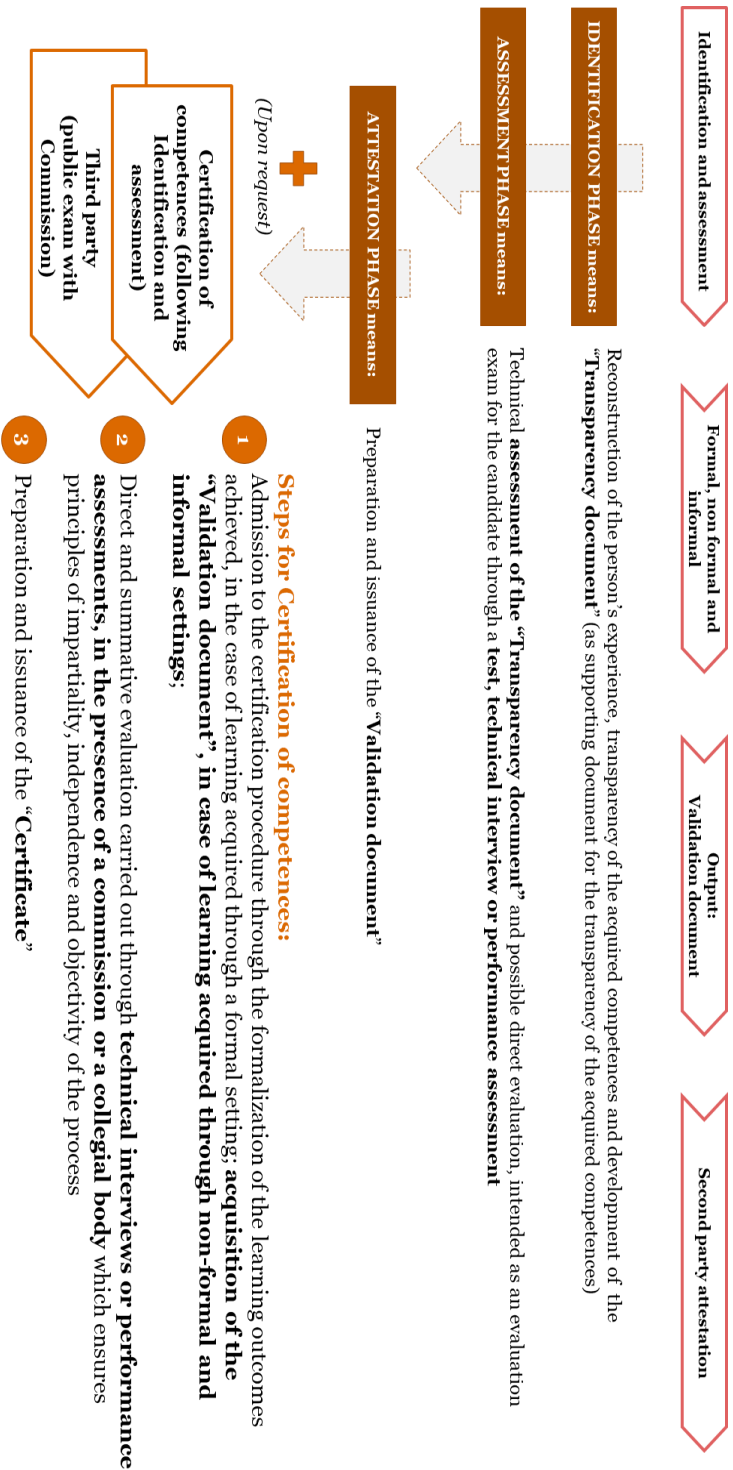 Identification and assessment
Formal, non formal and
informal
Output:
Validation document
Second party attestation
IDENTIFICATION PHASE means:
Reconstruction of the person's experience, transparency of the acquired competences and development of the
“Transparency document” (as supporting document for the transparency of the acquired competences)
ASSESSMENT PHASE means:
Technical assessment of the “Transparency document” and possible direct evaluation, intended as an evaluation
exam for the candidate through a test, technical interview or performance assessment
ATTESTATION PHASE means:
Preparation and issuance of the “Validation document”
(Upon request)
Certification of
competences (following
Identification and
assessment)
Third party
(public exam with
Commission)
Steps for Certification of competences:
1
Admission to the certification procedure through the formalization of the learning outcomes
achieved, in the case of learning acquired through a formal setting; acquisition of the
“Validation document”, in case of learning acquired through non-formal and
informal settings;
2
Direct and summative evaluation carried out through technical interviews or performance
assessments, in the presence of a commission or a collegial body which ensures
principles of impartiality, independence and objectivity of the process
3
Preparation and issuance of the “Certificate”